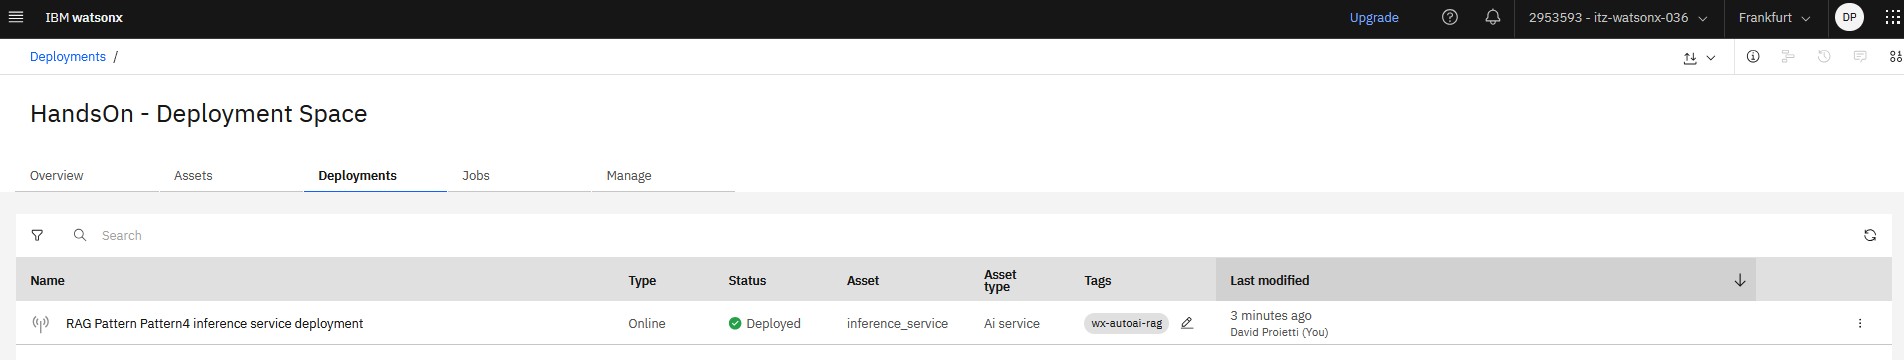 IBM watsonx
Upgrade
2953593 - itz-watsonx-036
Frankfurt
DP
Deployments /
HandsOn - Deployment Space
Overview
Assets
Deployments
Jobs
Manage
Search
Name
Type
Status
Asset
Asset
type
Tags
Last modified
RAG Pattern Pattern4 inference service deployment
Online
Deployed
inference_service
Ai service
wx-autoai-rag
3 minutes ago
David Proietti (You)